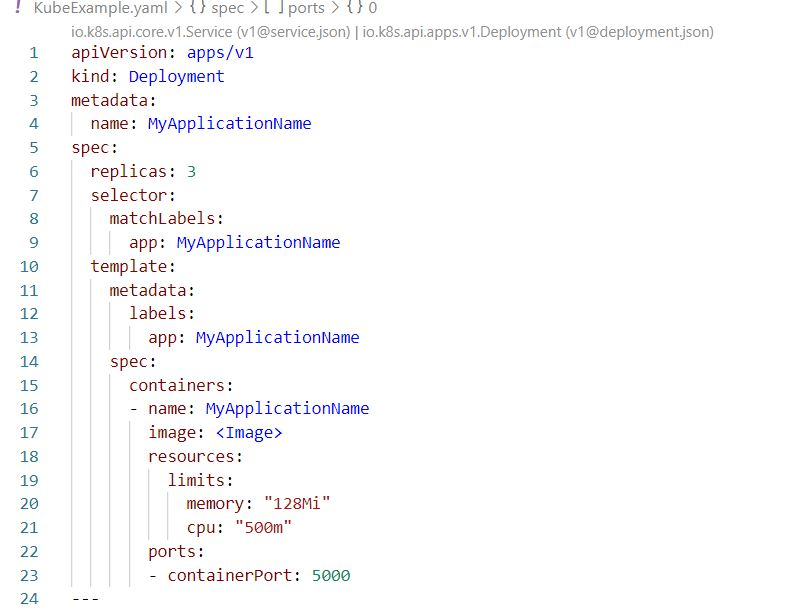 ! KubeExample.yaml > {} spec > [ ] ports > {} 0
io.k8s.api.core.v1.Service (v1@service.json) | io.k8s.api.apps.v1.Deployment (v1@deployment.json)
1 apiVersion: apps/v1
2 kind: Deployment
3 metadata:
4   name: MyApplicationName
5 spec:
6   replicas: 3
7   selector:
8     matchLabels:
9       app: MyApplicationName
10   template:
11     metadata:
12       labels:
13         app: MyApplicationName
14     spec:
15       containers:
16       - name: MyApplicationName
17         image: <Image>
18         resources:
19           limits:
20             memory: "128Mi"
21             cpu: "500m"
22         ports:
23         - containerPort: 5000
24 ---